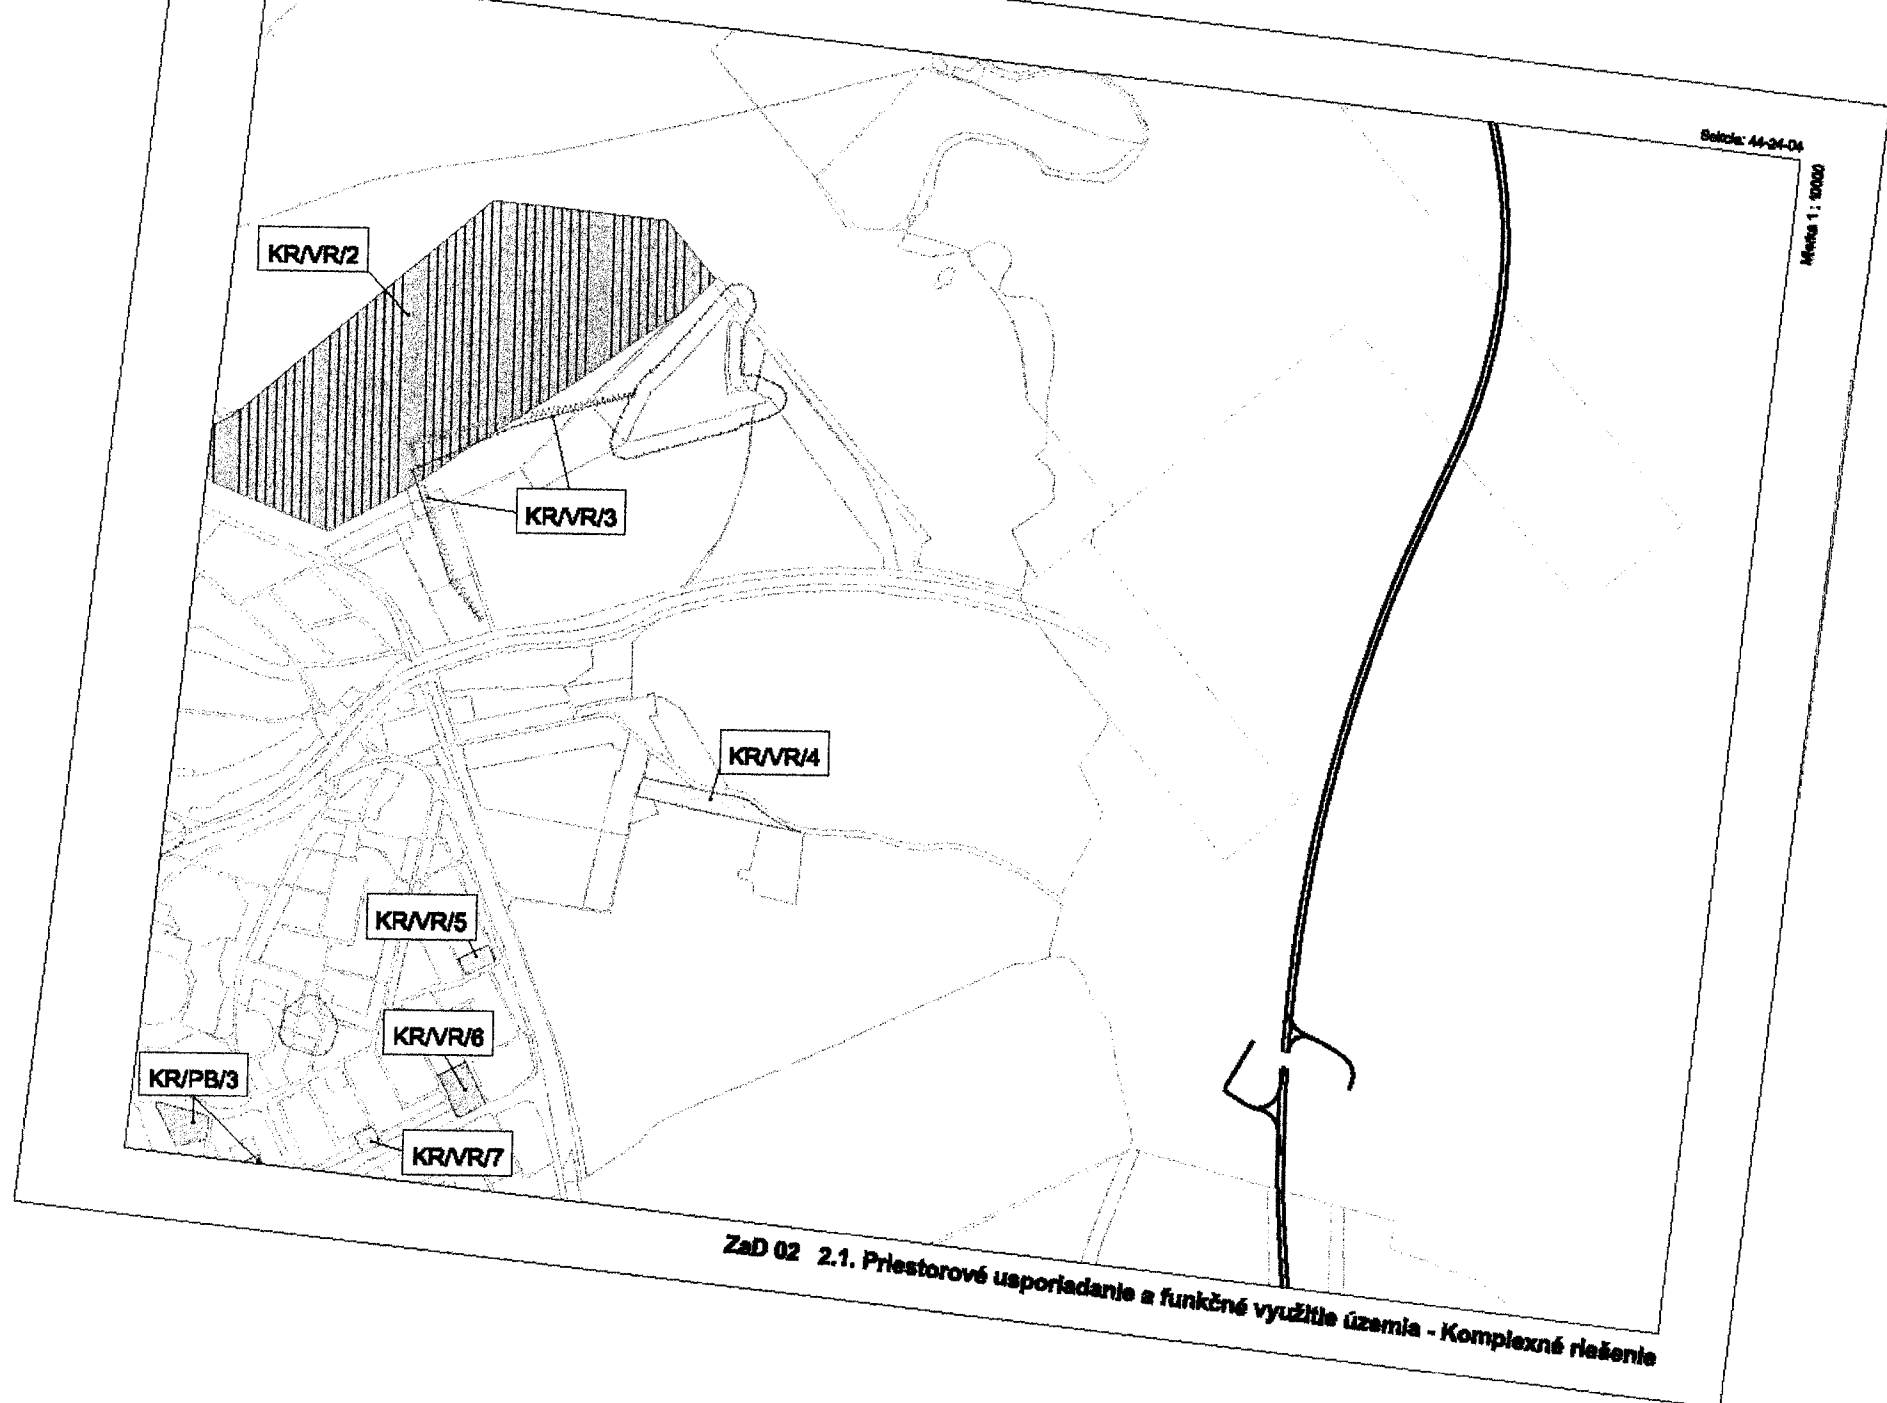 Sekcia: 44-24-04
Mierka 1 : 10000
KR/VR/2
KR/VR/3
KR/VR/4
KR/VR/5
KR/VR/6
KR/PB/3
KR/VR/7
ZaD 02 2.1. Priestorové usporiadanie a funkčné využitie územia - Komplexné riešenie